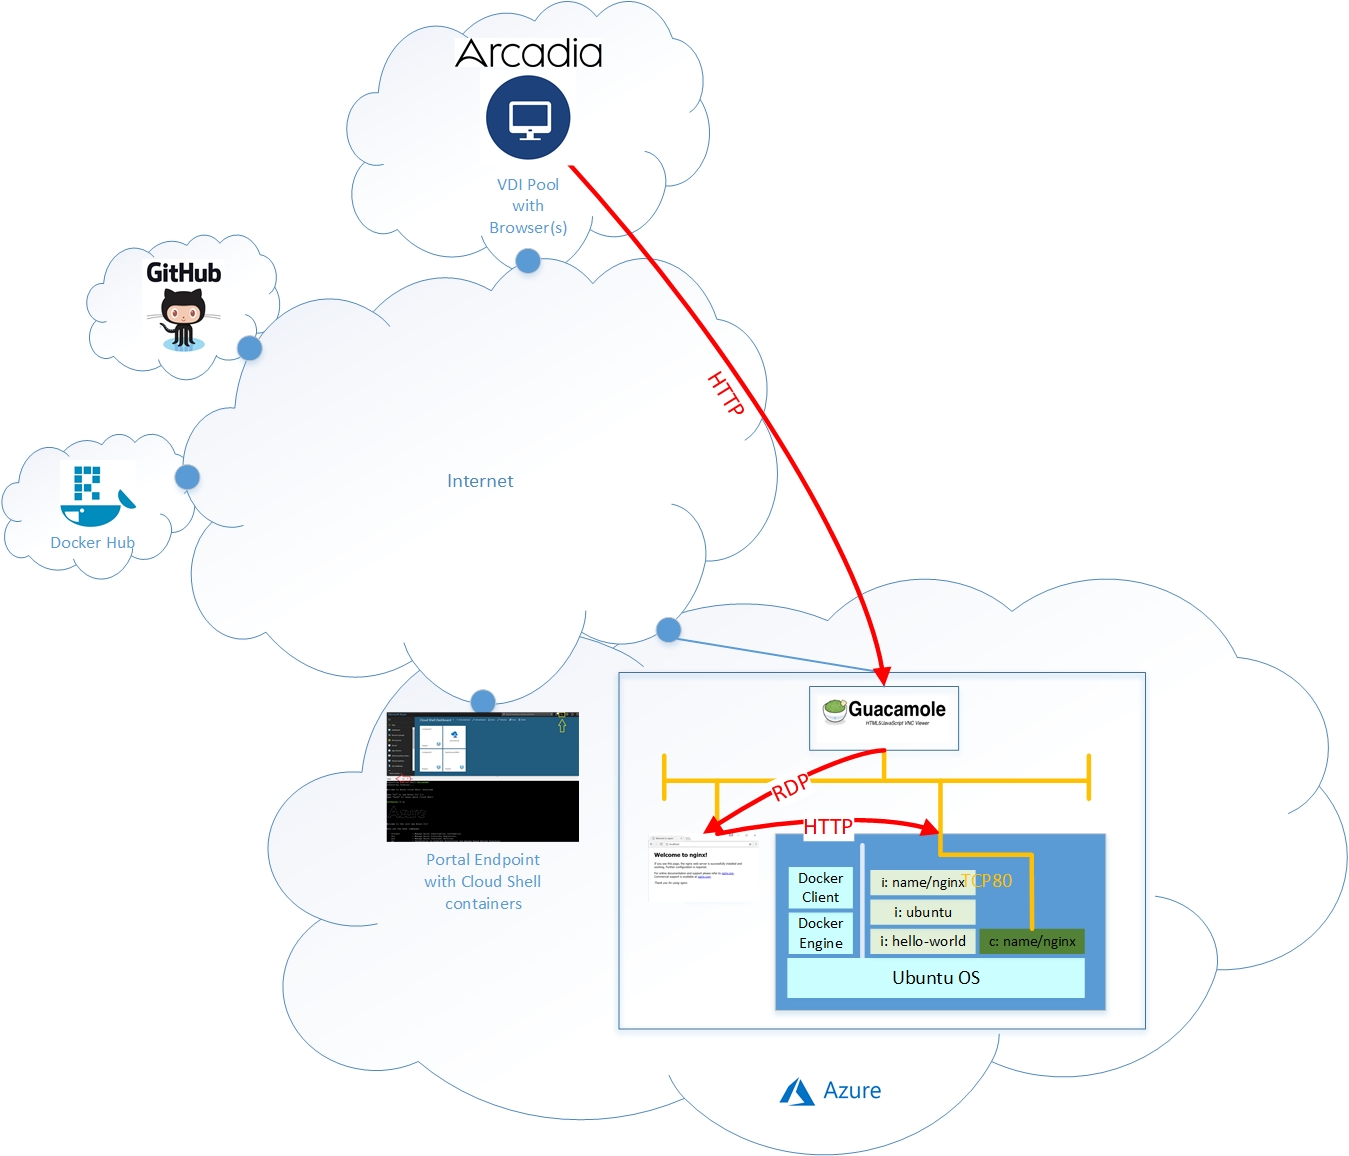 Arcadia
VDI Pool
with
Browser(s)
GitHub
HTTP
Internet
Docker Hub
Guacamole
HTML5/JavaScript VNC Viewer
RDP
HTTP
Welcome to nginx!
Portal Endpoint
with Cloud Shell
containers
Docker
Client
Docker
Engine
i: name/nginx
TCP80
i: ubuntu
i: hello-world
c: name/nginx
Ubuntu OS
Azure